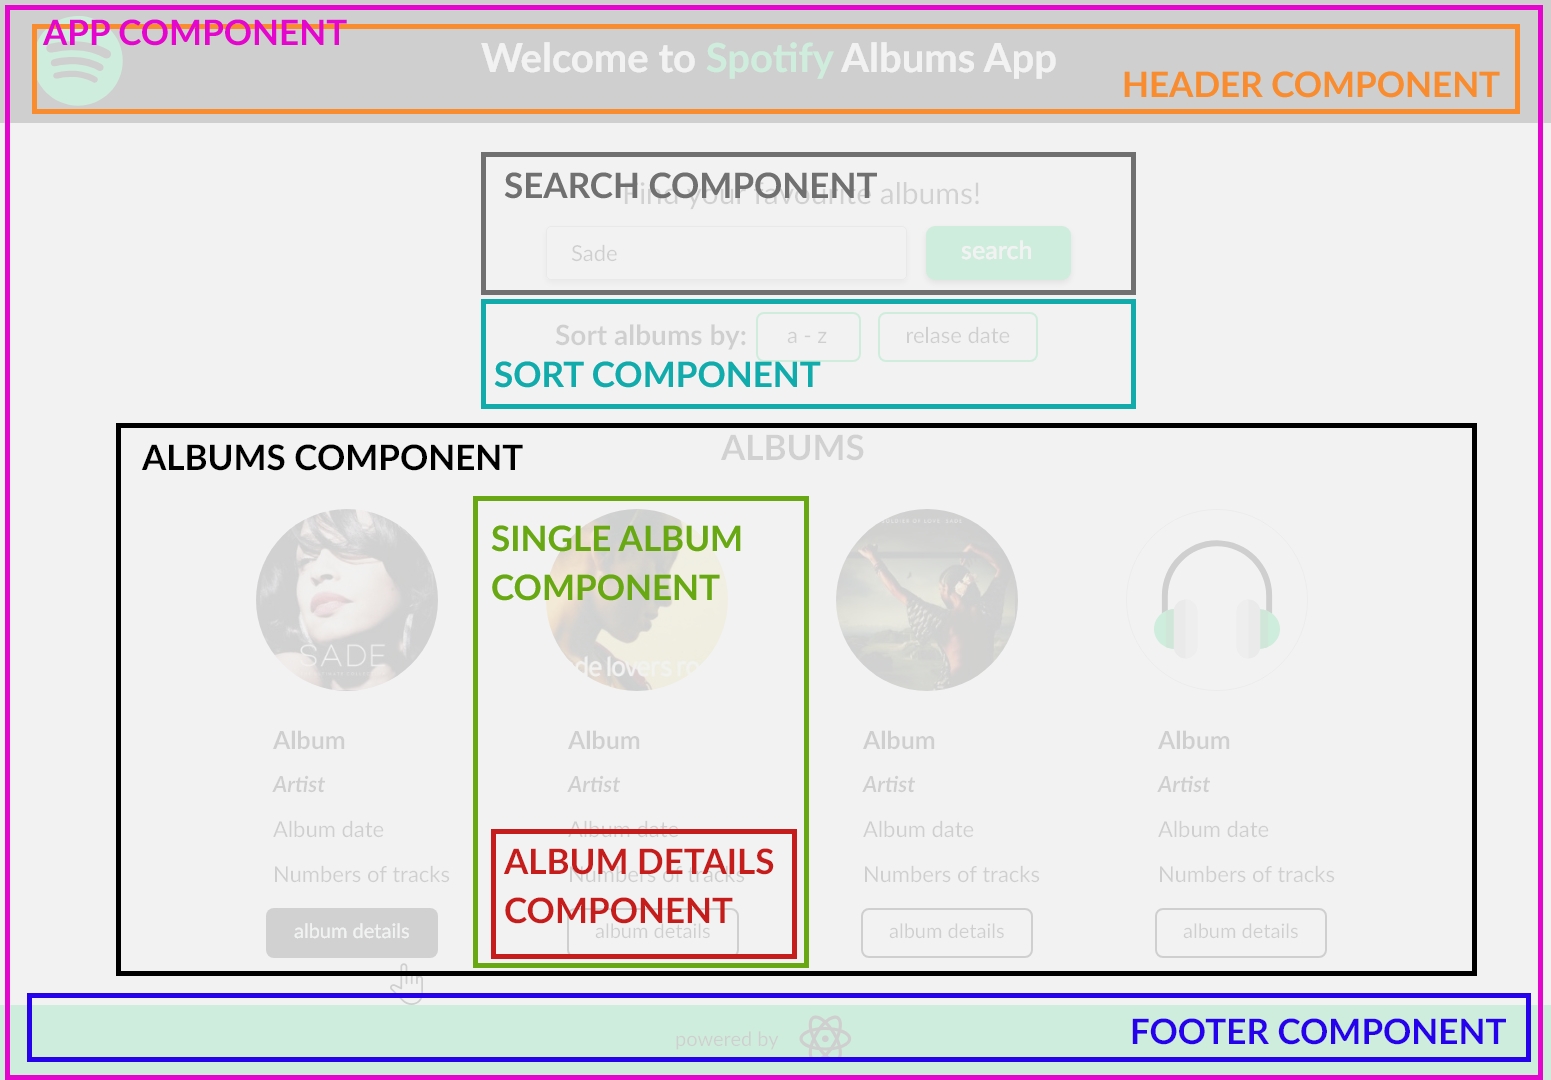 APP COMPONENT
Welcome to Spotify Albums App
HEADER COMPONENT
SEARCH COMPONENT
Find your favourite albums!
Sade
search
Sort albums by:
a - z
relase date
SORT COMPONENT
ALBUMS COMPONENT
ALBUMS
SINGLE ALBUM
COMPONENT
SADE
de lovers ro
Album
Album
Album
Album
Artist
Artist
Artist
Artist
Album date
Album date
Album date
Album date
ALBUM DETAILS
COMPONENT
Numbers of tracks
Numbers of tracks
Numbers of tracks
Numbers of tracks
album details
album details
album details
album details
powered by
FOOTER COMPONENT